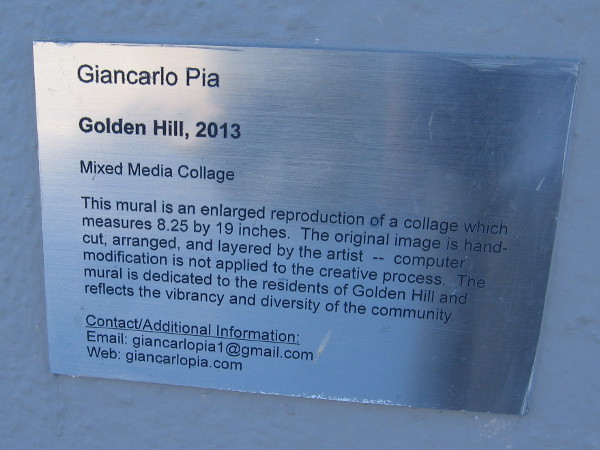 Giancarlo Pia
Golden Hill, 2013
Mixed Media Collage
This mural is an enlarged reproduction of a collage which
measures 8.25 by 19 inches. The original image is hand-
cut, arranged, and layered by the artist -- computer
modification is not applied to the creative process. The
mural is dedicated to the residents of Golden Hill and
reflects the vibrancy and diversity of the community
Contact/Additional Information:
Email: giancarlopia1@gmail.com
Web: giancarlopia.com